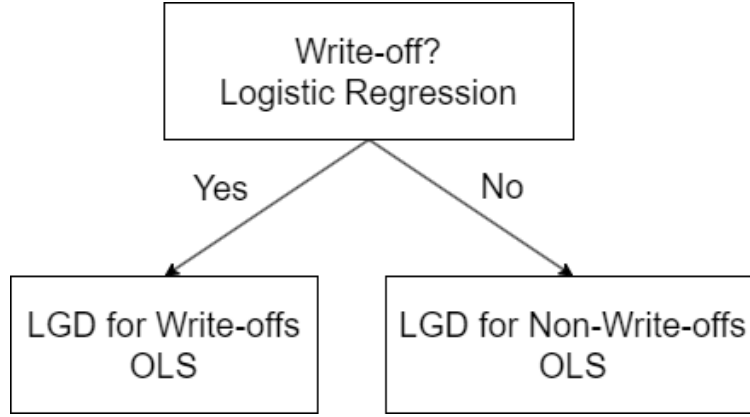 Write-off?
Logistic Regression
Yes
No
LGD for Write-offs
OLS
LGD for Non-Write-offs
OLS